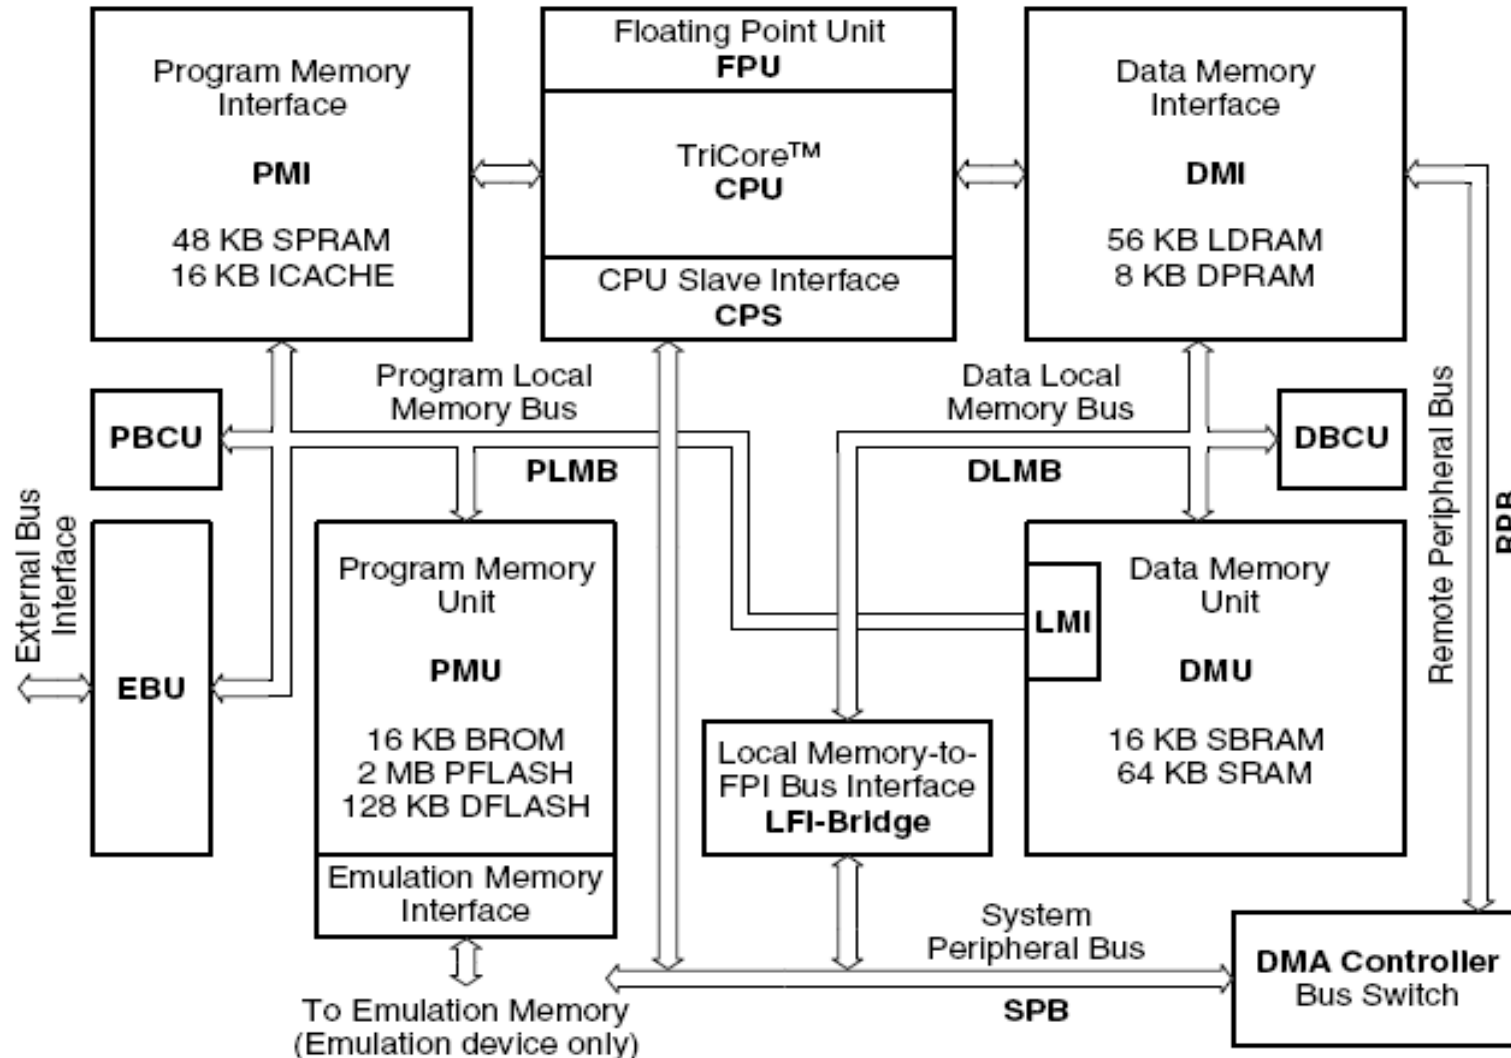 Program Memory
Interface
PMI
48 KB SPRAM
16 KB ICACHE
Floating Point Unit
FPU
TriCore™
CPU
CPU Slave Interface
CPS
Data Memory
Interface
DMI
56 KB LDRAM
8 KB DPRAM
Program Local
Memory Bus
Data Local
Memory Bus
PBCU
PLMB
DLMB
DBCU
Remote Peripheral Bus
RPB
External Bus
Interface
EBU
Program Memory
Unit
PMU
16 KB BROM
2 MB PFLASH
128 KB DFLASH
Emulation Memory
Interface
LMI
Data Memory
Unit
DMU
16 KB SBRAM
64 KB SRAM
Local Memory-to-
FPI Bus Interface
LFI-Bridge
System
Peripheral Bus
SPB
DMA Controller
Bus Switch
To Emulation Memory
(Emulation device only)